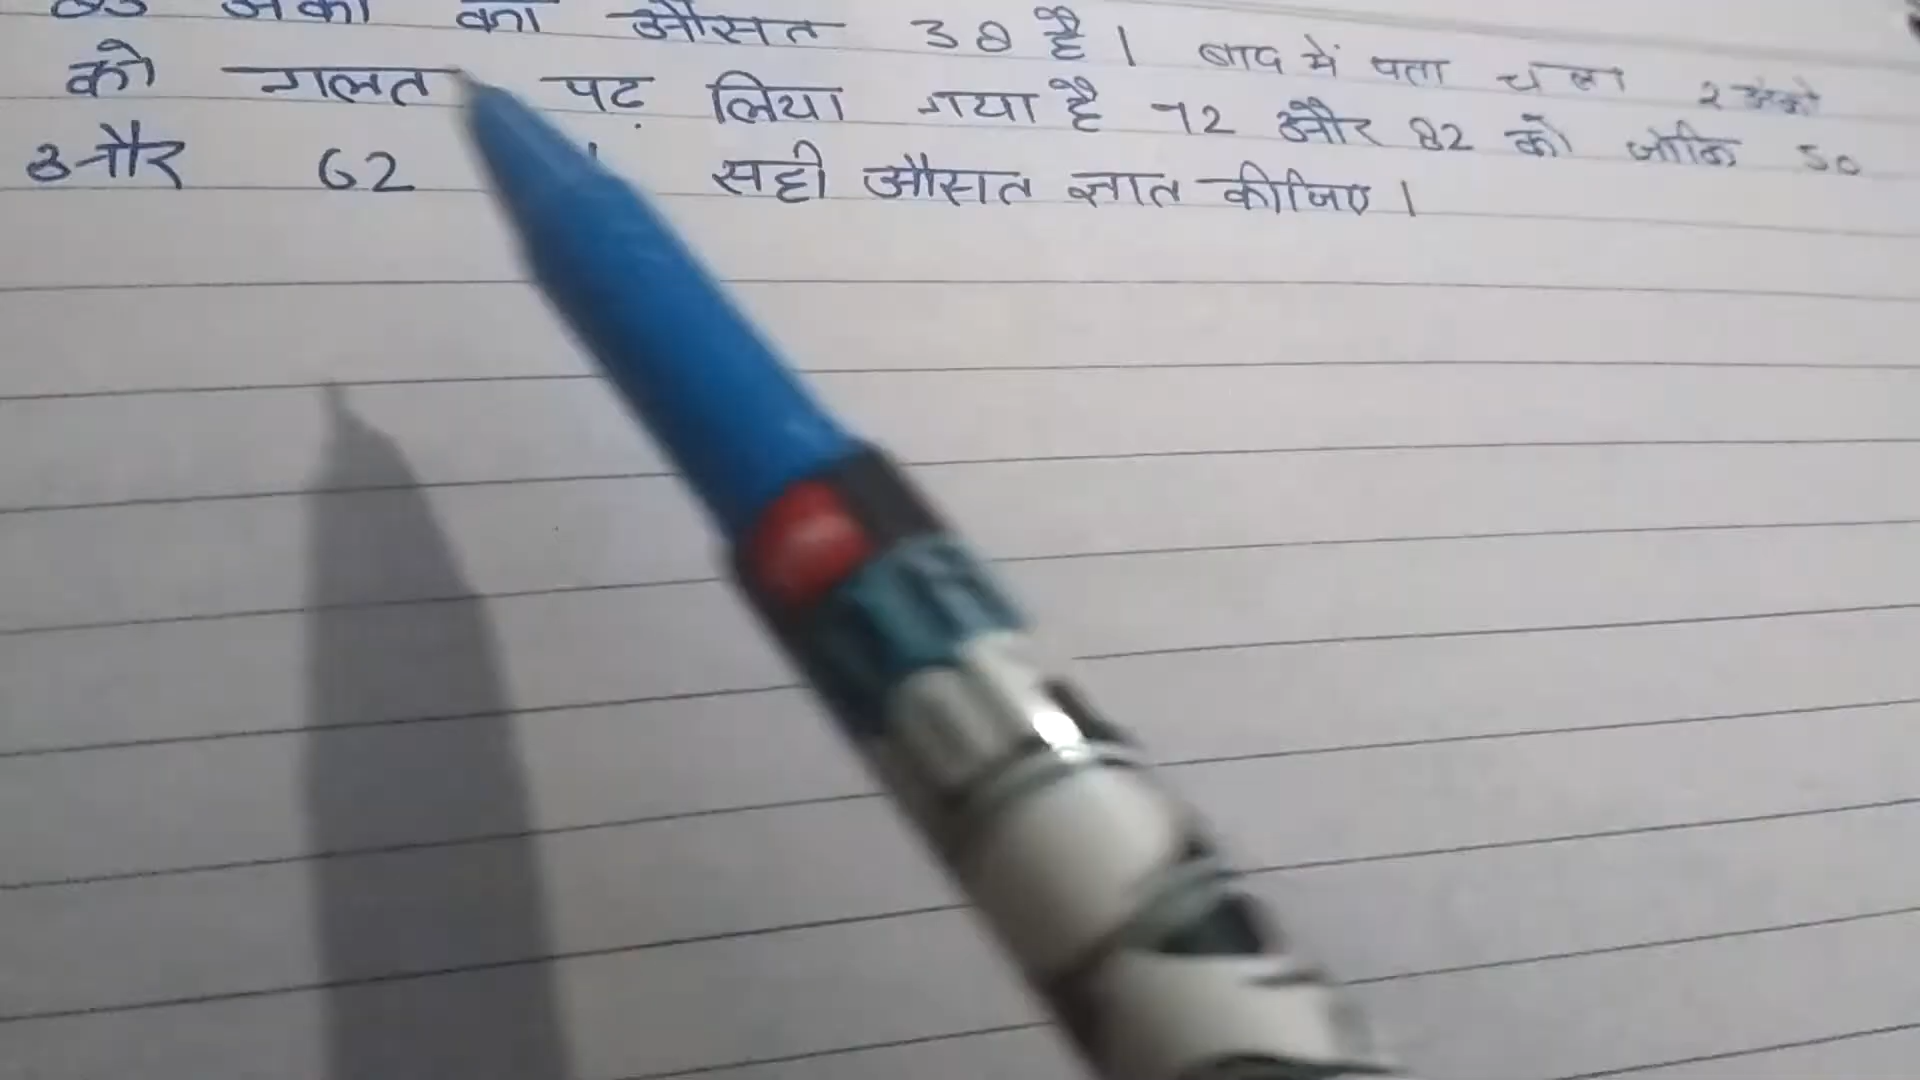 अंको का औसत 38 है । बाद में पता चला 2 अंको
को गलत पढ़ लिया गया है 72 और 82 को जोकि 50
और 62 सही औसत ज्ञात कीजिए ।